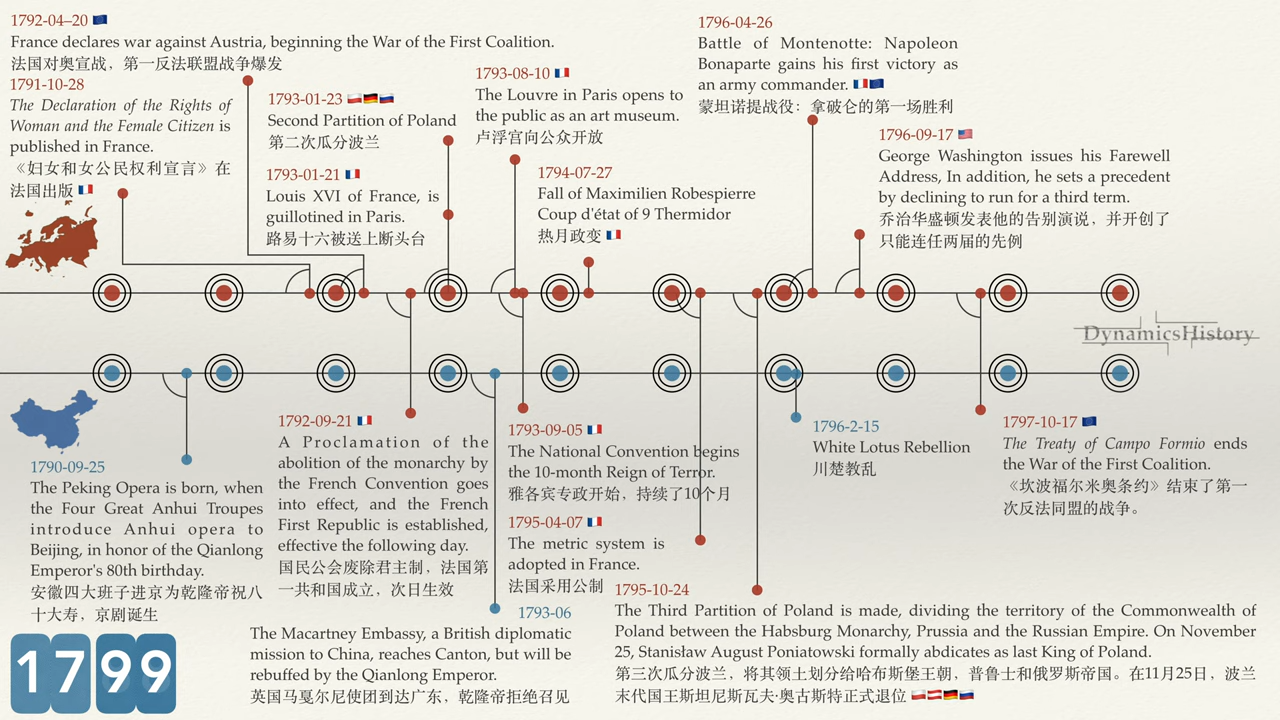 1792-04–20
France declares war against Austria, beginning the War of the First Coalition.
法国对奥宣战，第一反法联盟战争爆发
1791-10-28
The Declaration of the Rights of
Woman and the Female Citizen is
published in France.
《妇女和女公民权利宣言》在
法国出版
1793-01-23
Second Partition of Poland
第二次瓜分波兰
1793-01-21
Louis XVI of France, is
guillotined in Paris.
路易十六被送上断头台
1793-08-10
The Louvre in Paris opens to
the public as an art museum.
卢浮宫向公众开放
1794-07-27
Fall of Maximilien Robespierre
Coup d'état of 9 Thermidor
热月政变
1796-04-26
Battle of Montenotte: Napoleon
Bonaparte gains his first victory as
an army commander.
蒙坦诺提战役：拿破仑的第一场胜利
1796-09-17
George Washington issues his Farewell
Address, In addition, he sets a precedent
by declining to run for a third term.
乔治华盛顿发表他的告别演说，并开创了
只能连任两届的先例
DynamicsHistory
1790-09-25
The Peking Opera is born, when
the Four Great Anhui Troupes
introduce Anhui opera to
Beijing, in honor of the Qianlong
Emperor's 80th birthday.
安徽四大班子进京为乾隆帝祝八
十大寿，京剧诞生
1792-09-21
A Proclamation of the
abolition of the monarchy by
the French Convention goes
into effect, and the French
First Republic is established,
effective the following day.
国民公会废除君主制，法国第
一共和国成立，次日生效
1793-09-05
The National Convention begins
the 10-month Reign of Terror.
雅各宾专政开始，持续了10个月
1795-04-07
The metric system is
adopted in France.
法国采用公制
1793-06
The Macartney Embassy, a British diplomatic
mission to China, reaches Canton, but will be
rebuffed by the Qianlong Emperor.
英国马戛尔尼使团到达广东，乾隆帝拒绝召见
1795-10-24
The Third Partition of Poland is made, dividing the territory of the Commonwealth of
Poland between the Habsburg Monarchy, Prussia and the Russian Empire. On November
25, Stanisław August Poniatowski formally abdicates as last King of Poland.
第三次瓜分波兰，将其领土划分给哈布斯堡王朝，普鲁士和俄罗斯帝国。在11月25日，波兰
末代国王斯坦尼斯瓦夫·奥古斯特正式退位
1796-2-15
White Lotus Rebellion
川楚教乱
1797-10-17
The Treaty of Campo Formio ends
the War of the First Coalition.
《坎波福尔米奥条约》结束了第一
次反法同盟的战争。
1799